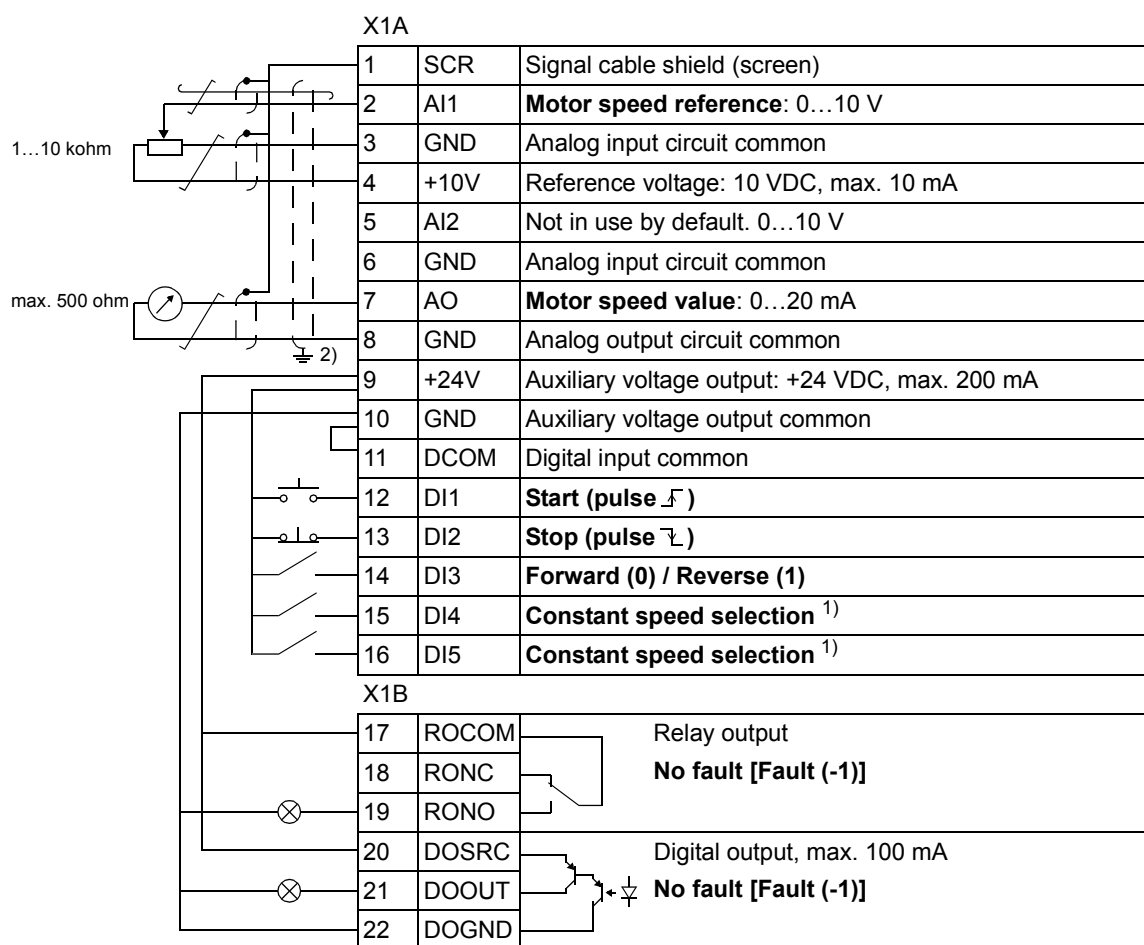 X1A
1 SCR Signal cable shield (screen)
2 AI1 Motor speed reference: 0…10 V
1…10 kohm
3 GND Analog input circuit common
4 +10V Reference voltage: 10 VDC, max. 10 mA
5 AI2 Not in use by default. 0…10 V
6 GND Analog input circuit common
max. 500 ohm
7 AO Motor speed value: 0…20 mA
8 GND Analog output circuit common
2)
9 +24V Auxiliary voltage output: +24 VDC, max. 200 mA
10 GND Auxiliary voltage output common
11 DCOM Digital input common
12 DI1 Start (pulse )
13 DI2 Stop (pulse )
14 DI3 Forward (0) / Reverse (1)
15 DI4 Constant speed selection 1)
16 DI5 Constant speed selection 1)
X1B
17 ROCOM Relay output
18 RONC No fault [Fault (-1)]
19 RONO
20 DOSRC Digital output, max. 100 mA
21 DOOUT No fault [Fault (-1)]
22 DOGND